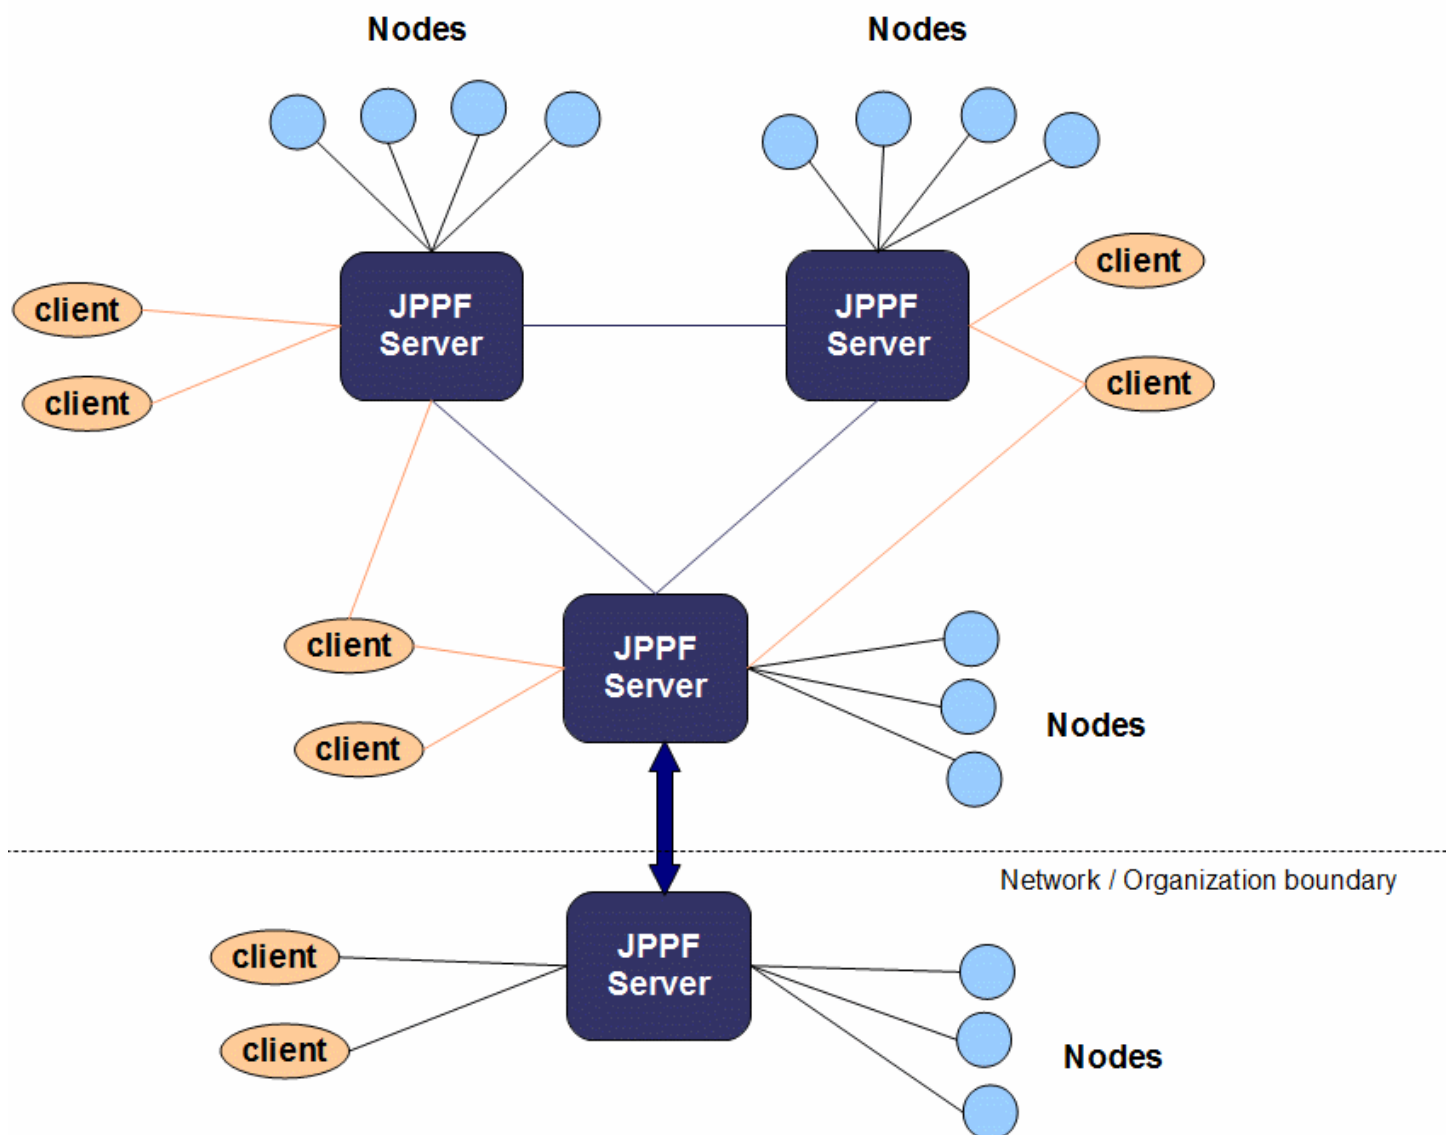 Nodes
Nodes
client
JPPF
Server
JPPF
Server
client
client
client
client
JPPF
Server
client
Nodes
Network / Organization boundary
client
JPPF
Server
client
Nodes